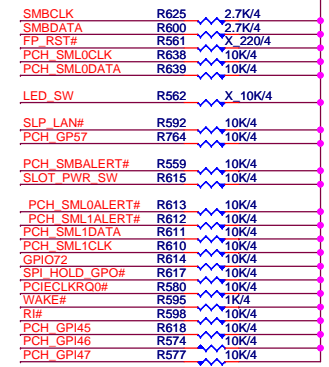 SMBCLK R625 2.7K/4
SMBDATA R600 2.7K/4
FP_RST# R561 X_220/4
PCH_SML0CLK R638 10K/4
PCH_SML0DATA R639 10K/4
LED_SW R562 X_10K/4
SLP_LAN# R592 10K/4
PCH_GP57 R764 10K/4
PCH_SMBALERT# R559 10K/4
SLOT_PWR_SW R615 10K/4
PCH_SML0ALERT# R613 10K/4
PCH_SML1ALERT# R612 10K/4
PCH_SML1DATA R611 10K/4
PCH_SML1CLK R610 10K/4
GPIO72 R614 10K/4
SPI_HOLD_GPO# R617 10K/4
PCIECLKRQ0# R580 10K/4
WAKE# R595 1K/4
RI# R598 10K/4
PCH_GPI45 R618 10K/4
PCH_GPI46 R574 10K/4
PCH_GPI47 R577 10K/4